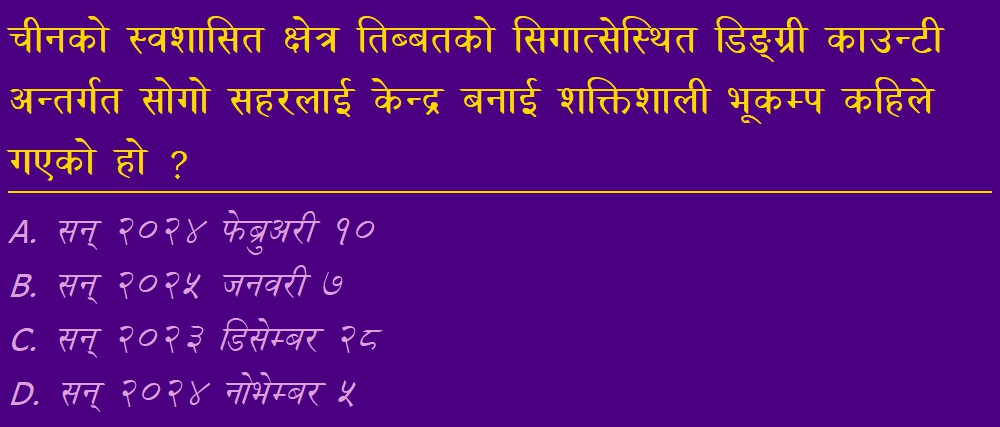 चीनको स्वशासित क्षेत्र तिब्बतको सिगात्सेस्थित डिङ्ग्री काउन्टी
अन्तर्गत सोगो सहरलाई केन्द्र बनाई शक्तिशाली भूकम्प कहिले
गएको हो ?
A. सन् २०२४ फेब्रुअरी १०
B. सन् २०२५ जनवरी ७
C. सन् २०२३ डिसेम्बर २८
D. सन् २०२४ नोभेम्बर ५